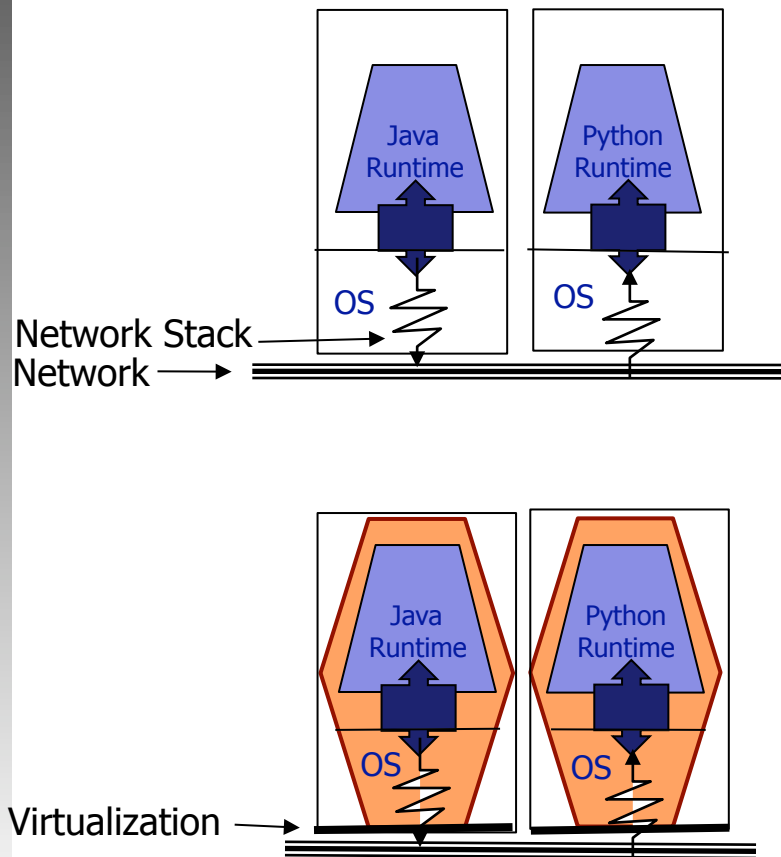 Java
Runtime
Python
Runtime
OS
OS
Network Stack
Network
Java
Runtime
Python
Runtime
OS
OS
Virtualization